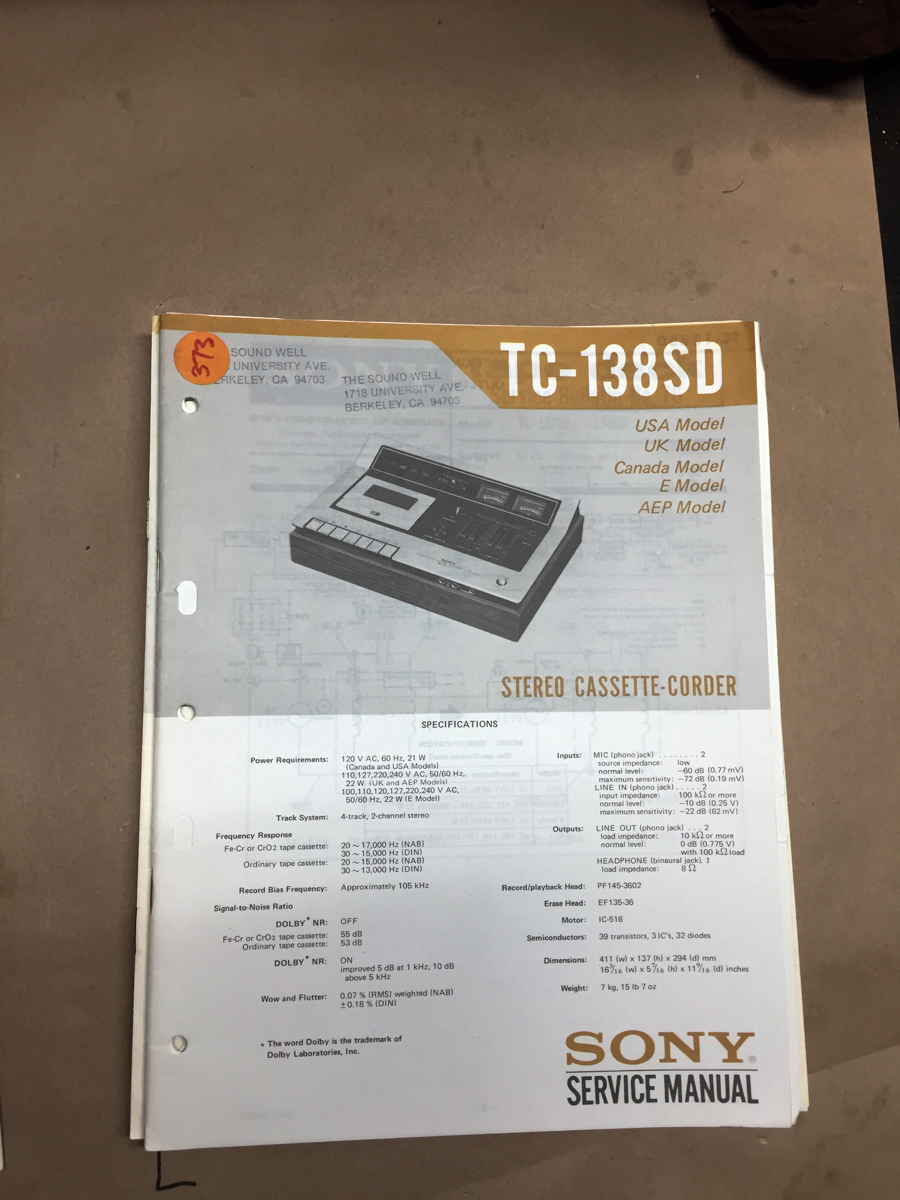 373
SOUND WELL
UNIVERSITY AVE.
ERKELEY, CA 94703
THE SOUND WELL
1718 UNIVERSITY AVE.
BERKELEY, CA 94703
TC-138SD
USA Model
UK Model
Canada Model
E Model
AEP Model
STEREO CASSETTE-CORDER
SPECIFICATIONS
Power Requirements: 120 V AC, 60 Hz, 21 W
(Canada and USA Models)
110,127,220,240 V AC, 50/60 Hz,
22 W (UK and AEP Models)
100,110,120,127,220,240 V AC,
50/60 Hz, 22 W (E Model)
Track System: 4-track, 2-channel stereo
Frequency Response
Fe-Cr or CrO2 tape cassette: 20 ~ 17,000 Hz (NAB)
30 ~ 15,000 Hz (DIN)
Ordinary tape cassette: 20 ~ 15,000 Hz (NAB)
30 ~ 13,000 Hz (DIN)
Record Bias Frequency: Approximately 105 kHz
Signal-to-Noise Ratio
DOLBY* NR: OFF
Fe-Cr or CrO2 tape cassette: 55 dB
Ordinary tape cassette: 53 dB
DOLBY* NR: ON
improved 5 dB at 1 kHz, 10 dB
above 5 kHz
Wow and Flutter: 0.07 % (RMS) weighted (NAB)
±0.18 % (DIN)
* The word Dolby is the trademark of
Dolby Laboratories, Inc.
Inputs: MIC (phono jack) . . . . . . . . 2
source impedance: low
normal level: −60 dB (0.77 mV)
maximum sensitivity: −72 dB (0.19 mV)
LINE IN (phono jack) . . . . . 2
input impedance: 100 kΩ or more
normal level: −10 dB (0.25 V)
maximum sensitivity: −22 dB (62 mV)
Outputs: LINE OUT (phono jack) . . . 2
load impedance: 10 kΩ or more
normal level: 0 dB (0.775 V)
with 100 kΩ load
HEADPHONE (binaural jack) 1
load impedance: 8 Ω
Record/playback Head: PF145-3602
Erase Head: EF135-36
Motor: IC-516
Semiconductors: 39 transistors, 3 IC's, 32 diodes
Dimensions: 411 (w) x 137 (h) x 294 (d) mm
16 3/16 (w) x 5 7/16 (h) x 11 9/16 (d) inches
Weight: 7 kg, 15 lb 7 oz
SONY®
SERVICE MANUAL